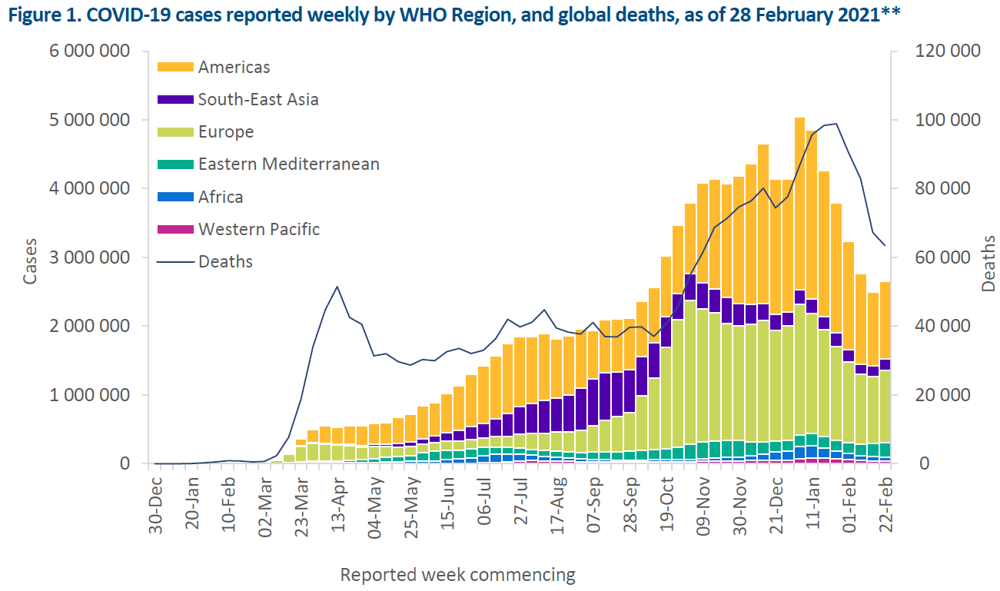 Figure 1. COVID-19 cases reported weekly by WHO Region, and global deaths, as of 28 February 2021**
6 000 000
5 000 000
4 000 000
3 000 000
2 000 000
1 000 000
0
Cases
Americas
South-East Asia
Europe
Eastern Mediterranean
Africa
Western Pacific
Deaths
120 000
100 000
80 000
60 000
40 000
20 000
0
Deaths
30-Dec
20-Jan
10-Feb
02-Mar
23-Mar
13-Apr
04-May
25-May
15-Jun
06-Jul
27-Jul
17-Aug
07-Sep
28-Sep
19-Oct
09-Nov
30-Nov
21-Dec
11-Jan
01-Feb
22-Feb
Reported week commencing